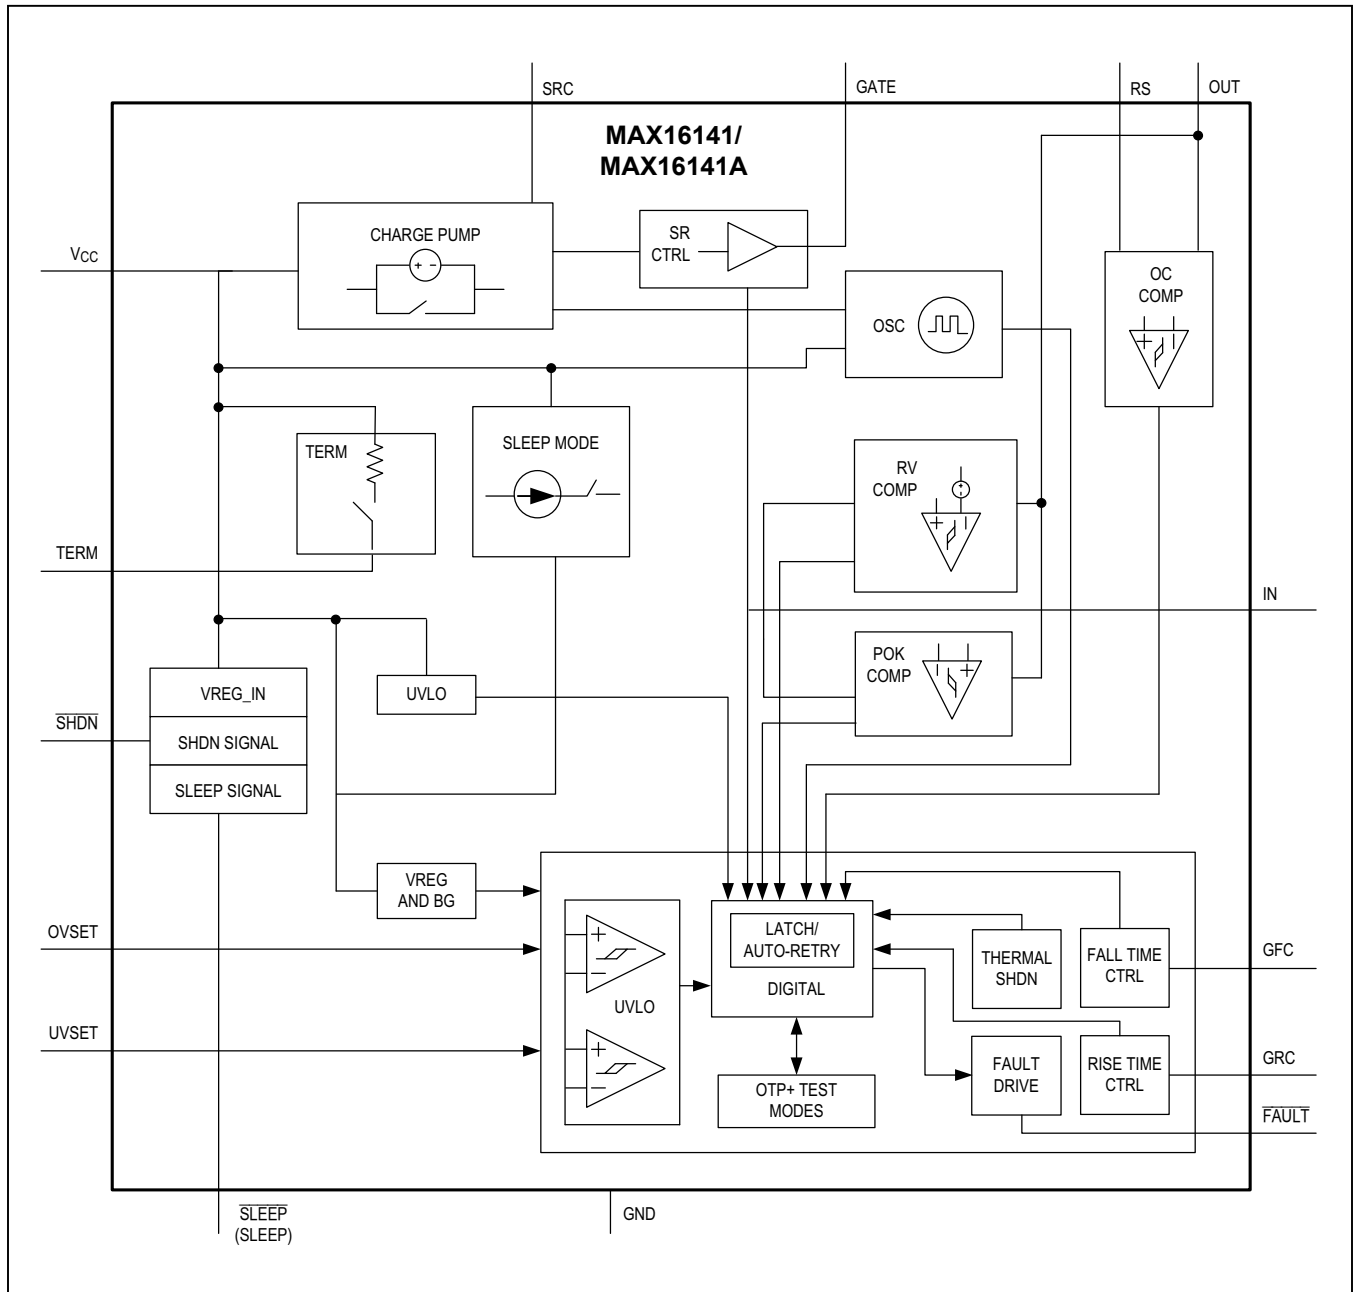 SRC
GATE
RS
OUT
MAX16141/
MAX16141A
VCC
CHARGE PUMP
+ -
SR
CTRL
OSC
OC
COMP
+ -
TERM
SLEEP MODE
RV
COMP
+ -
TERM
IN
POK
COMP
- +
VREG_IN
UVLO
SHDN
SHDN SIGNAL
SLEEP SIGNAL
VREG
AND BG
LATCH/
AUTO-RETRY
DIGITAL
OVSET
+
-
UVLO
THERMAL
SHDN
FALL TIME
CTRL
GFC
UVSET
+
-
OTP+ TEST
MODES
FAULT
DRIVE
RISE TIME
CTRL
GRC
FAULT
SLEEP
(SLEEP)
GND